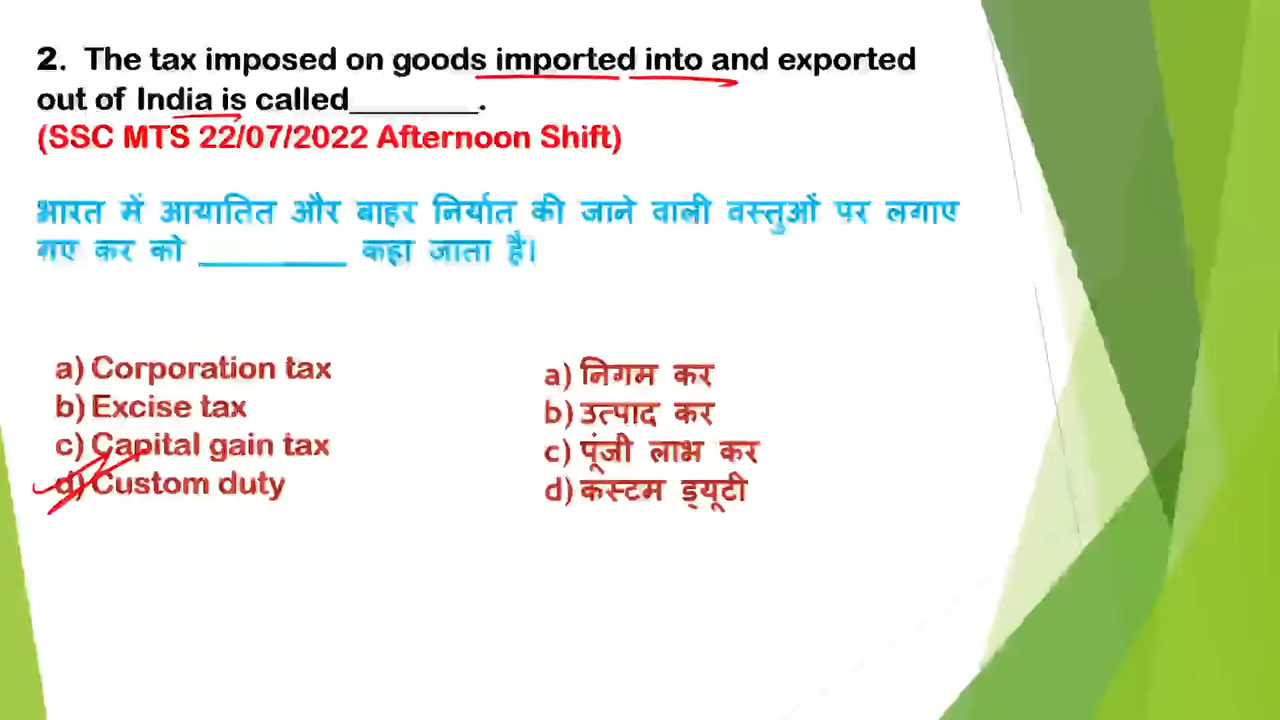 2. The tax imposed on goods imported into and exported
out of India is called________.
(SSC MTS 22/07/2022 Afternoon Shift)
भारत में आयातित और बाहर निर्यात की जाने वाली वस्तुओं पर लगाए
गए कर को _________ कहा जाता है।
a) Corporation tax
b) Excise tax
c) Capital gain tax
d) Custom duty
a) निगम कर
b) उत्पाद कर
c) पूंजी लाभ कर
d) कस्टम ड्यूटी